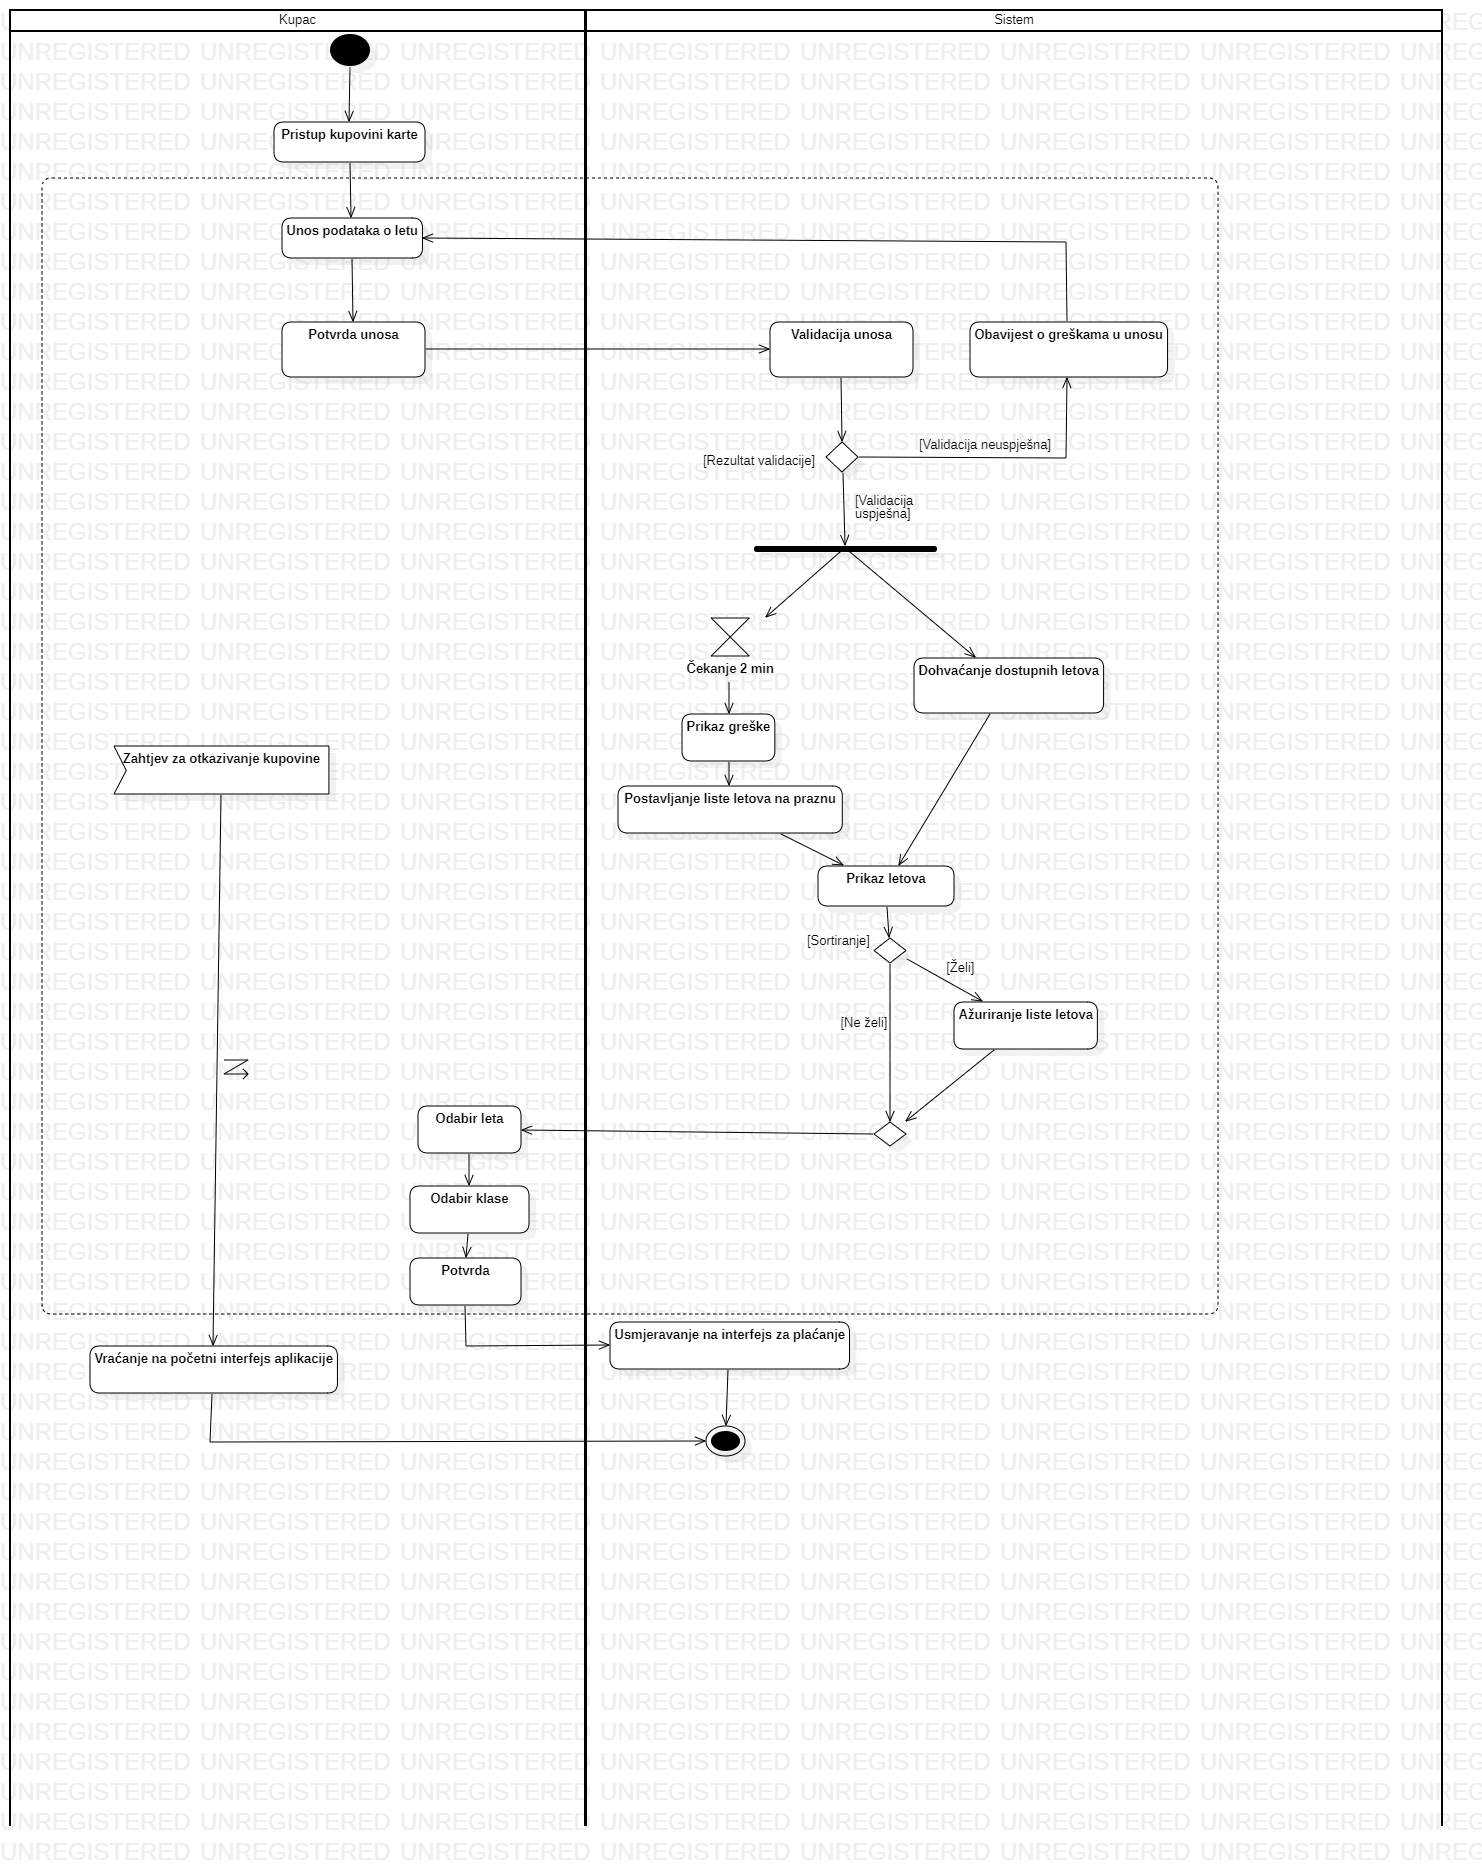 Kupac
Sistem
Pristup kupovini karte
Unos podataka o letu
Potvrda unosa
Validacija unosa
Obavijest o greškama u unosu
[Validacija neuspješna]
[Rezultat validacije]
[Validacija
uspješna]
Čekanje 2 min
Dohvaćanje dostupnih letova
Prikaz greške
Zahtjev za otkazivanje kupovine
Postavljanje liste letova na praznu
Prikaz letova
[Sortiranje]
[Želi]
Ažuriranje liste letova
[Ne želi]
Odabir leta
Odabir klase
Potvrda
Usmjeravanje na interfejs za plaćanje
Vraćanje na početni interfejs aplikacije
UNREGISTERED